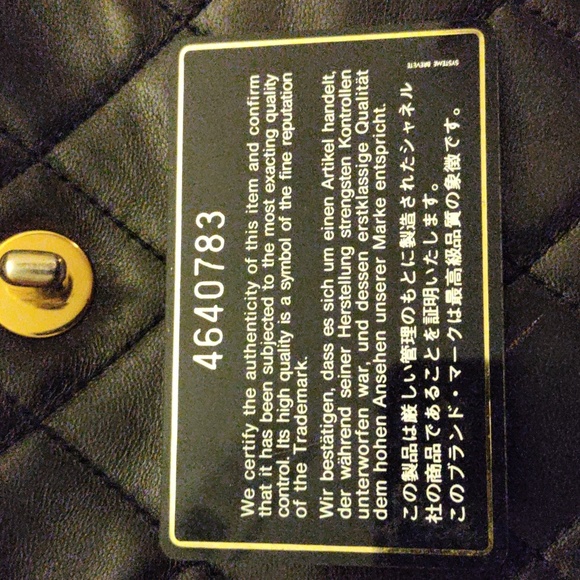 4640783
We certify the authenticity of this item and confirm
that it has been subjected to the most exacting quality
control. Its high quality is a symbol of the fine reputation
of the Trademark.
Wir bestätigen, dass es sich um einen Artikel handelt,
der während seiner Herstellung strengsten Kontrollen
unterworfen war, und dessen erstklassige Qualität
dem hohen Ansehen unserer Marke entspricht.
この製品は厳しい管理のもとに製造されたシャネル
社の商品であることを証明いたします。
このブランド・マークは最高級品質の象徴です。
SYSTEME BREVETE